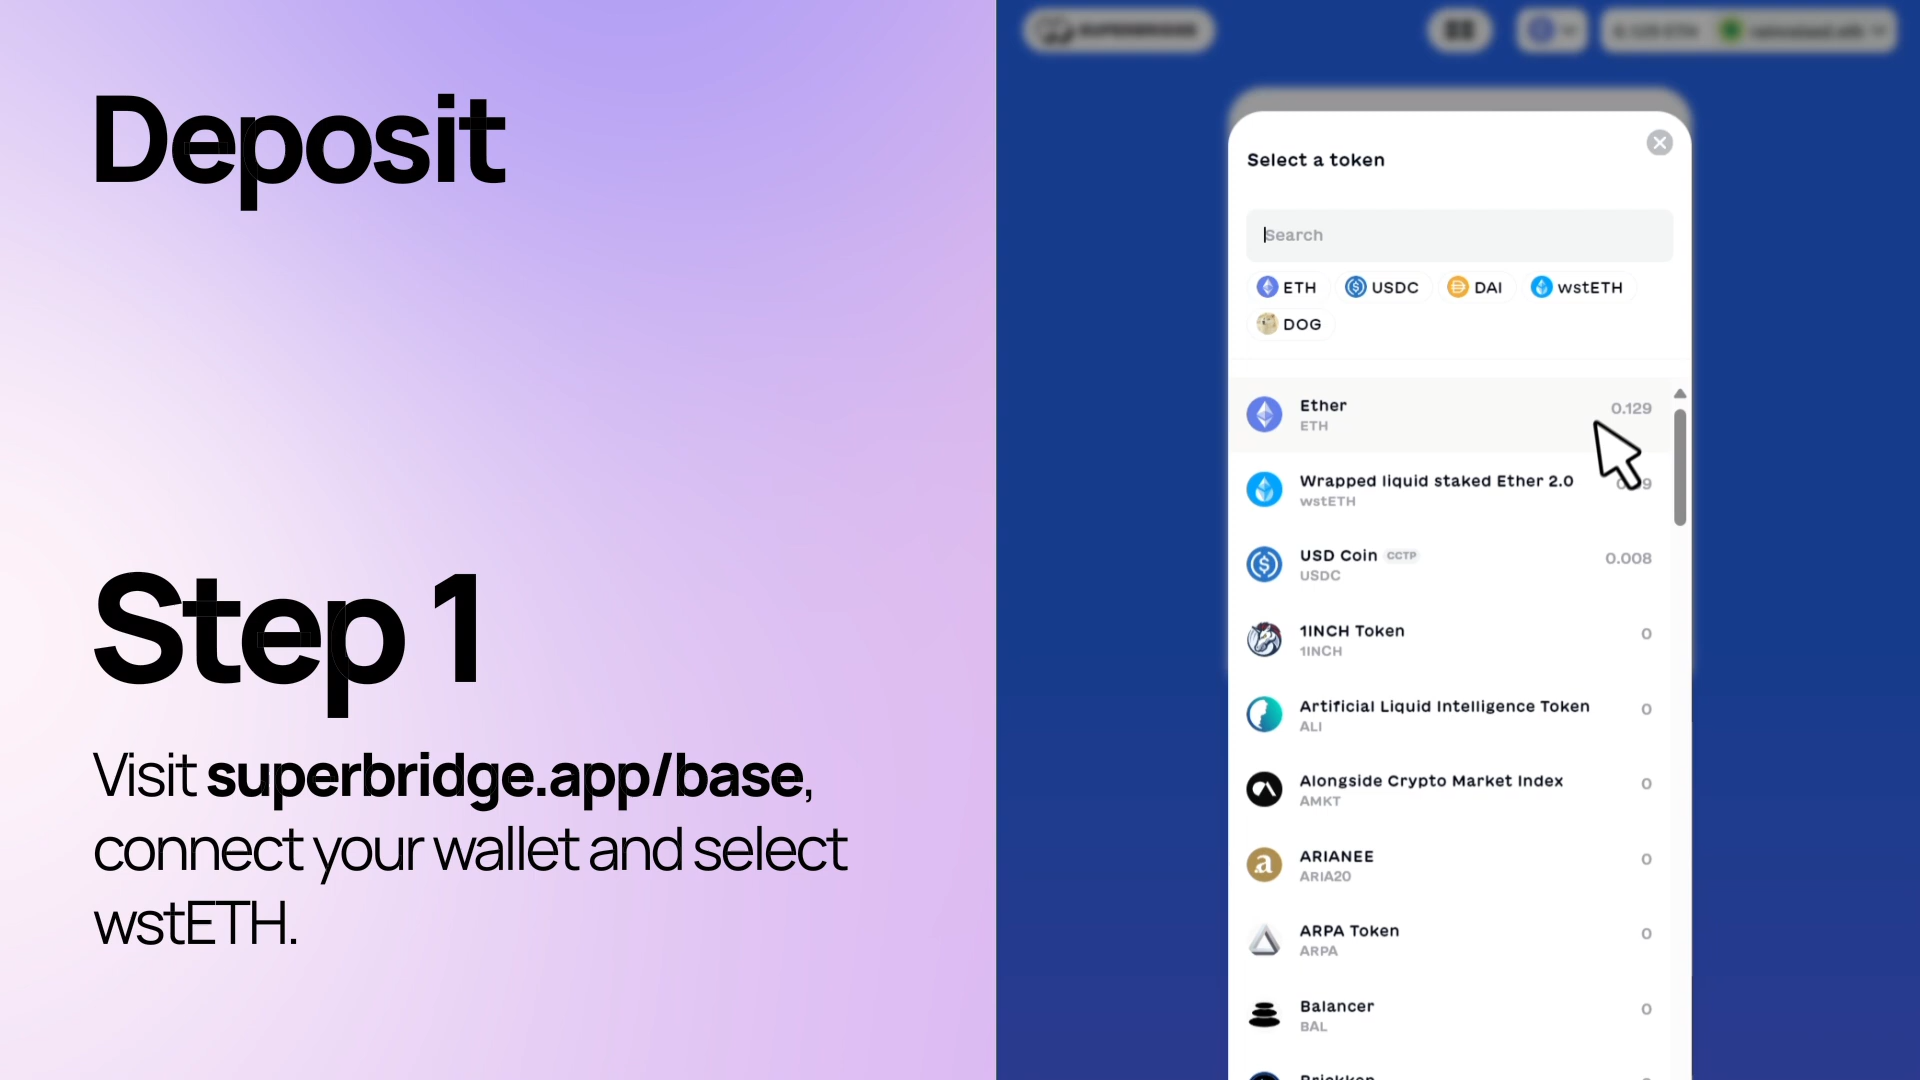 Deposit
Step 1
Visit superbridge.app/base,
connect your wallet and select
wstETH.
SUPERBRIDGE
Select a token
Search
ETH
USDC
DAI
wstETH
DOG
Ether
ETH
0.129
Wrapped liquid staked Ether 2.0
wstETH
USD Coin CCTP
USDC
0.008
1INCH Token
1INCH
0
Artificial Liquid Intelligence Token
ALI
0
Alongside Crypto Market Index
AMKT
0
ARIANEE
ARIA20
0
ARPA Token
ARPA
0
Balancer
BAL
0